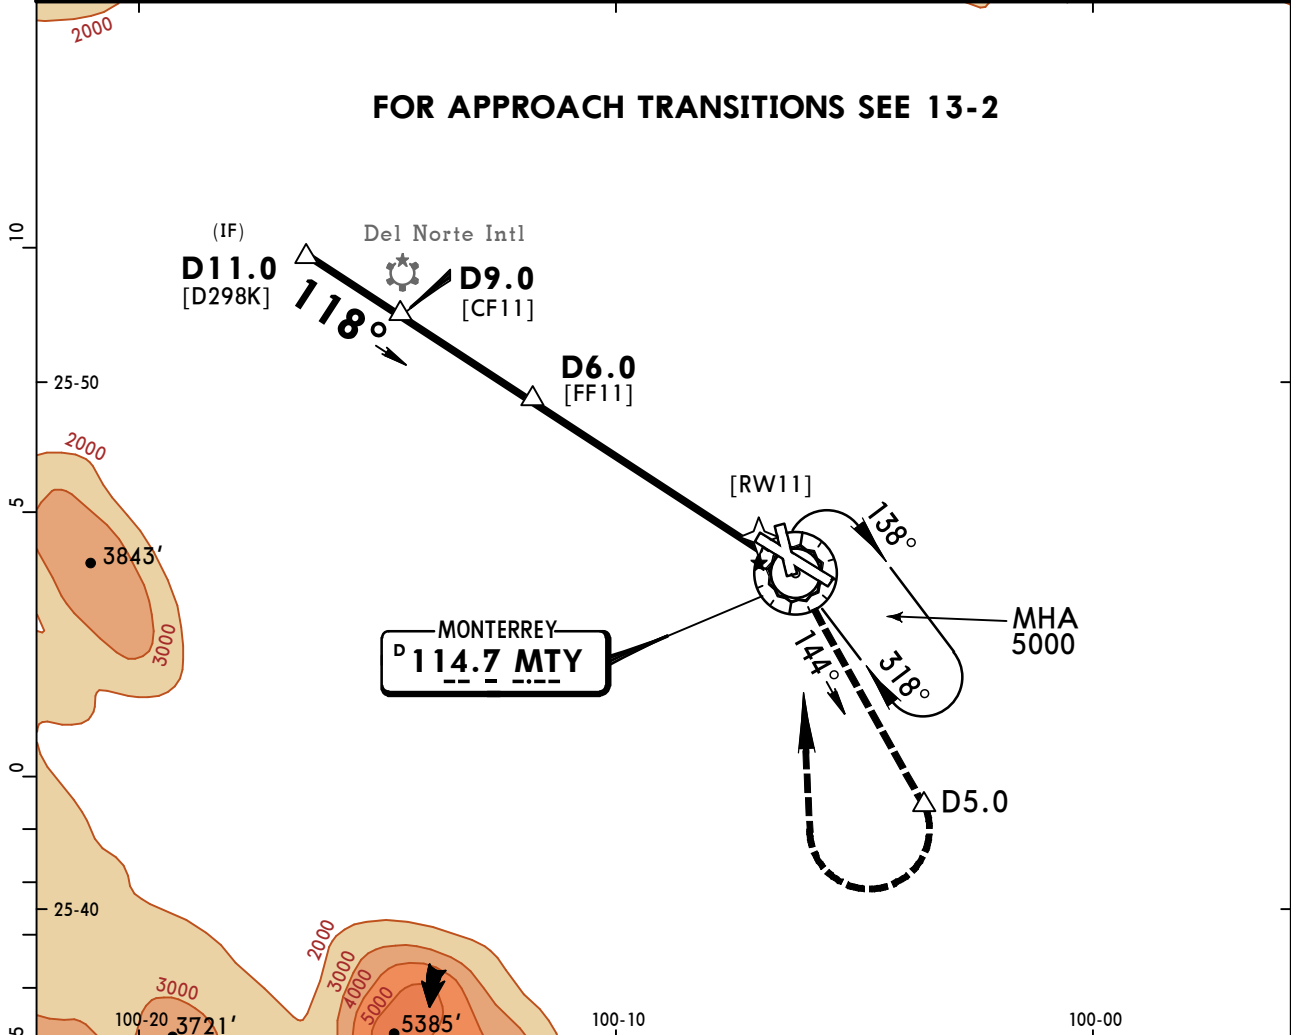 2000
FOR APPROACH TRANSITIONS SEE 13-2
10
(IF)
D11.0
[D298K]
Del Norte Intl
D9.0
[CF11]
118°
D6.0
[FF11]
25-50
2000
5
3843'
3000
[RW11]
138°
MHA
5000
MONTERREY
D 114.7 MTY
144°
318°
0
D5.0
25-40
2000
3000
4000
5000
3000
100-20
3721'
5385'
100-10
100-00
5